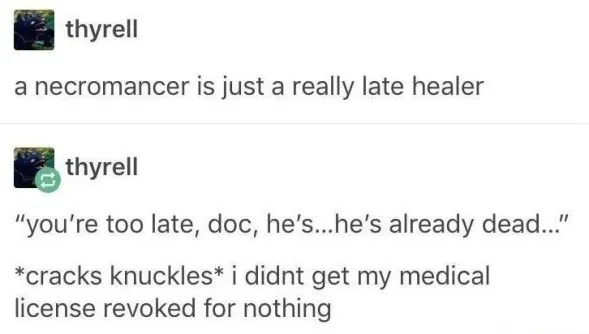 thyrell
a necromancer is just a really late healer
thyrell
“you’re too late, doc, he’s...he’s already dead...”
*cracks knuckles* i didnt get my medical
license revoked for nothing